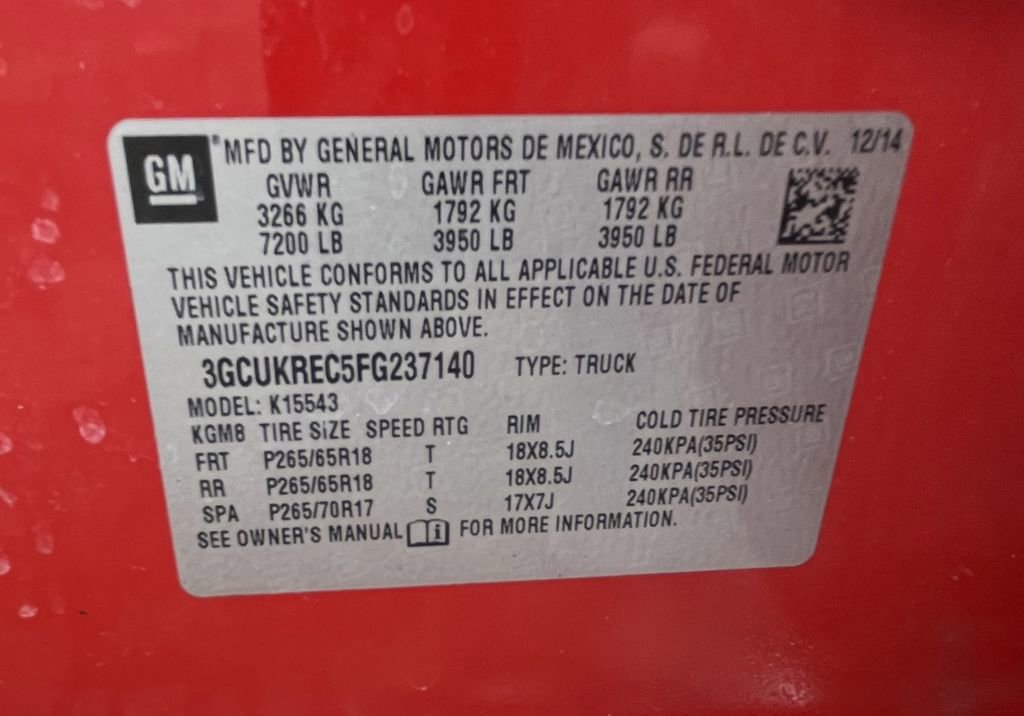 GM
MFD BY GENERAL MOTORS DE MEXICO, S. DE R.L. DE C.V. 12/14
GVWR GAWR FRT GAWR RR
3266 KG 1792 KG 1792 KG
7200 LB 3950 LB 3950 LB
THIS VEHICLE CONFORMS TO ALL APPLICABLE U.S. FEDERAL MOTOR
VEHICLE SAFETY STANDARDS IN EFFECT ON THE DATE OF
MANUFACTURE SHOWN ABOVE.
3GCUKREC5FG237140 TYPE: TRUCK
MODEL: K15543
KGM8 TIRE SIZE SPEED RTG RIM COLD TIRE PRESSURE
FRT P265/65R18 T 18X8.5J 240KPA(35PSI)
RR P265/65R18 T 18X8.5J 240KPA(35PSI)
SPA P265/70R17 S 17X7J 240KPA(35PSI)
SEE OWNER'S MANUAL i FOR MORE INFORMATION.